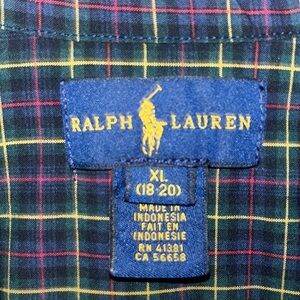 RALPH LAUREN
XL
(18-20)
MADE IN
INDONESIA
FAIT EN
INDONESIE
RN 41381
CA 56658